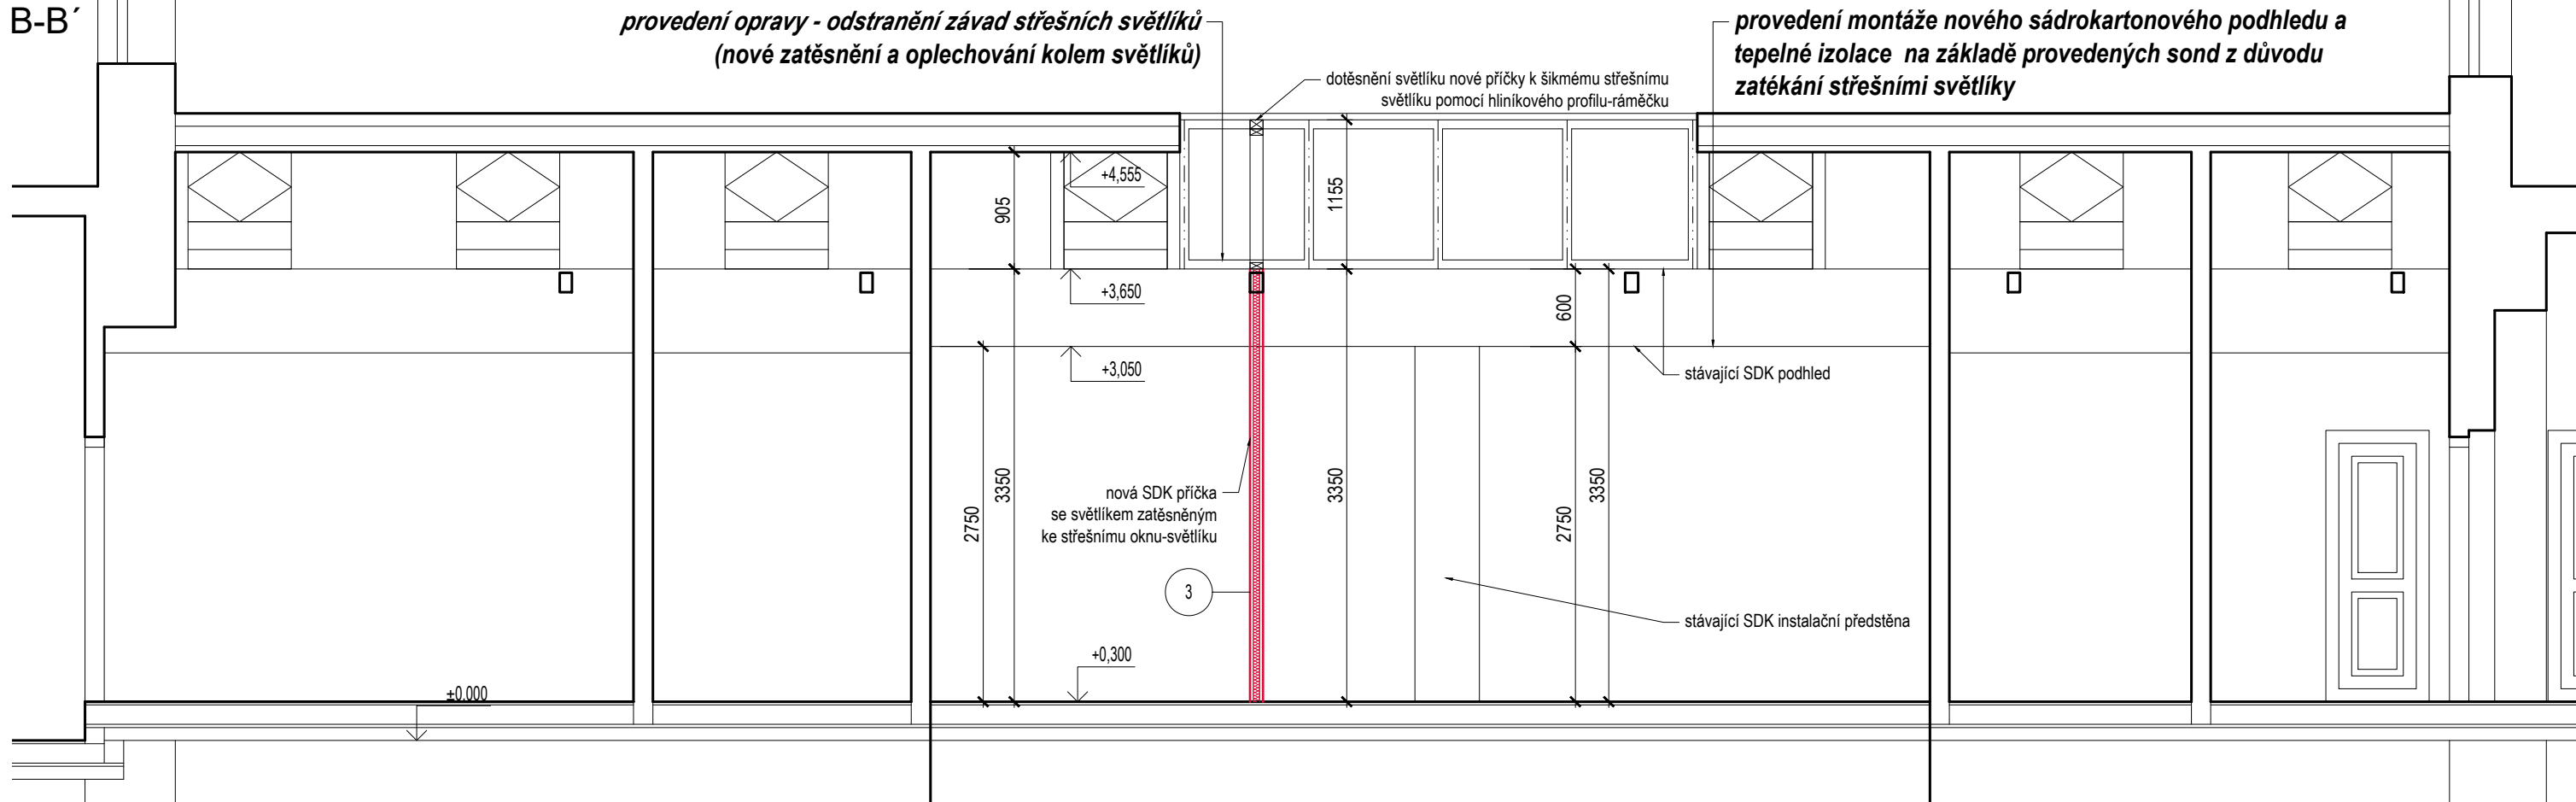 B-B´
provedení opravy - odstranění závad střešních světlíků
(nové zatěsnění a oplechování kolem světlíků)
provedení montáže nového sádrokartonového podhledu a
tepelné izolace na základě provedených sond z důvodu
zatékání střešními světlíky
dotěsnění světlíku nové příčky k šikmému střešnímu
světlíku pomocí hliníkového profilu-rámečku
+4,555
905
1155
+3,650
600
+3,050
stávající SDK podhled
2750
3350
nová SDK příčka
se světlíkem zatěsněným
ke střešnímu oknu-světlíku
3350
2750
3350
3
stávající SDK instalační předstěna
+0,300
±0,000